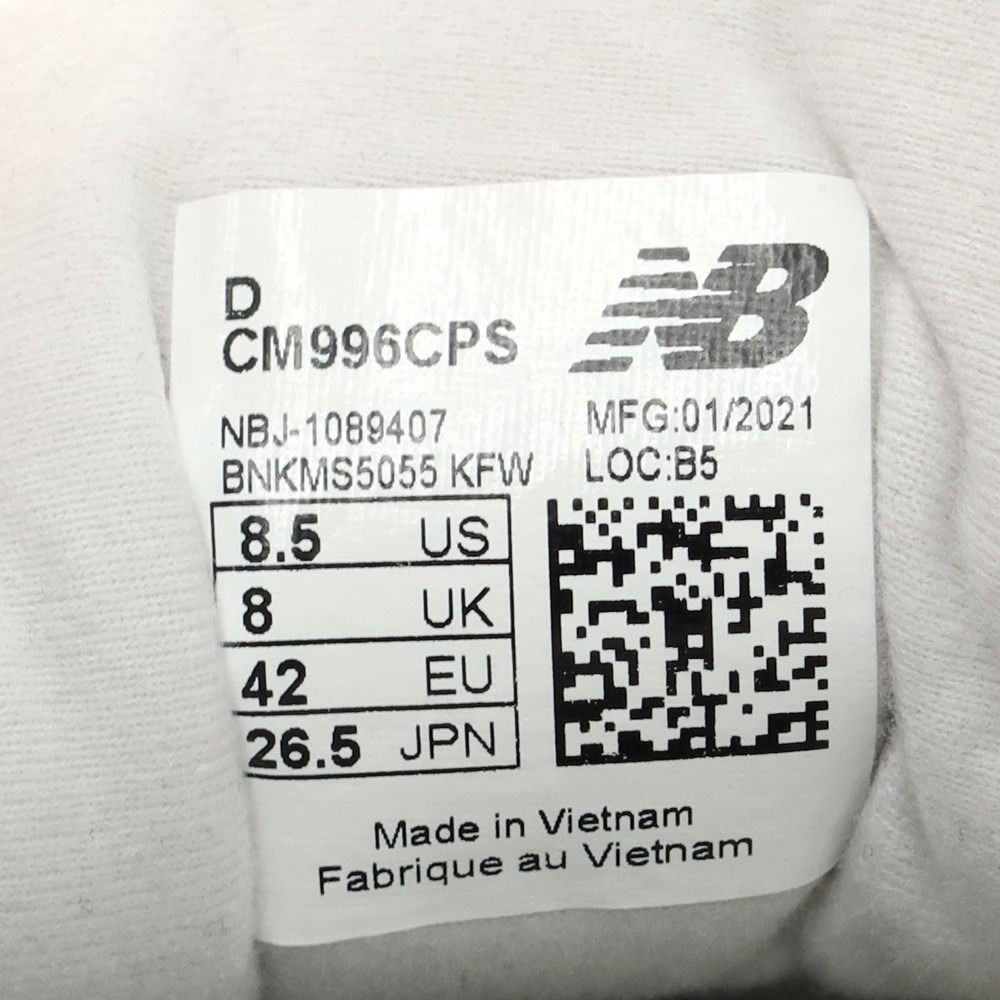 D
CM996CPS
NB
NBJ-1089407
BNKMS5055 KFW
MFG:01/2021
LOC:B5
8.5 US
8 UK
42 EU
26.5 JPN
Made in Vietnam
Fabrique au Vietnam